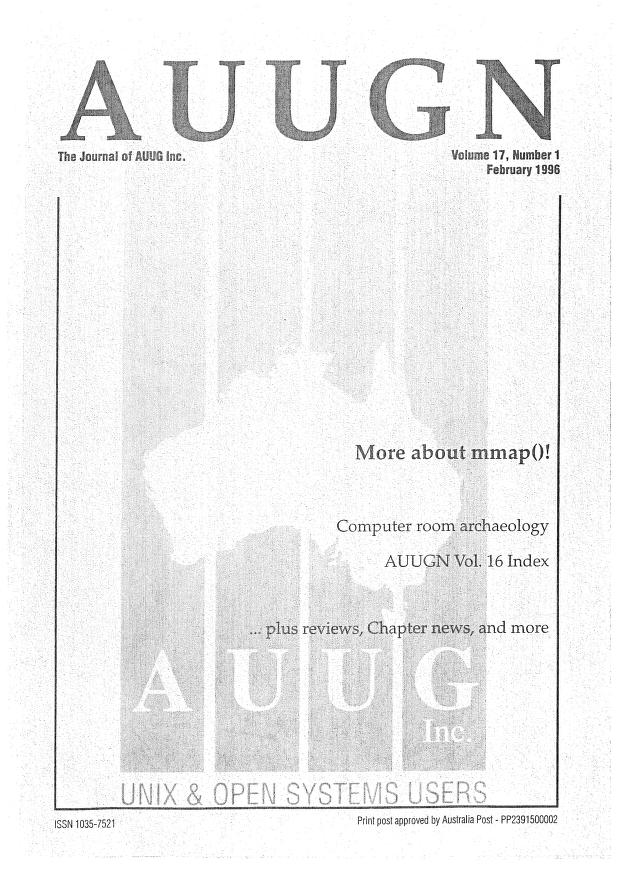 AUUGN
The Journal of AUUG Inc.
Volume 17, Number 1
February 1996
More about mmap()!
Computer room archaeology
AUUGN Vol. 16 Index
... plus reviews, Chapter news, and more
AUUG
Inc.
UNIX & OPEN SYSTEMS USERS
ISSN 1035-7521
Print post approved by Australia Post - PP2391500002